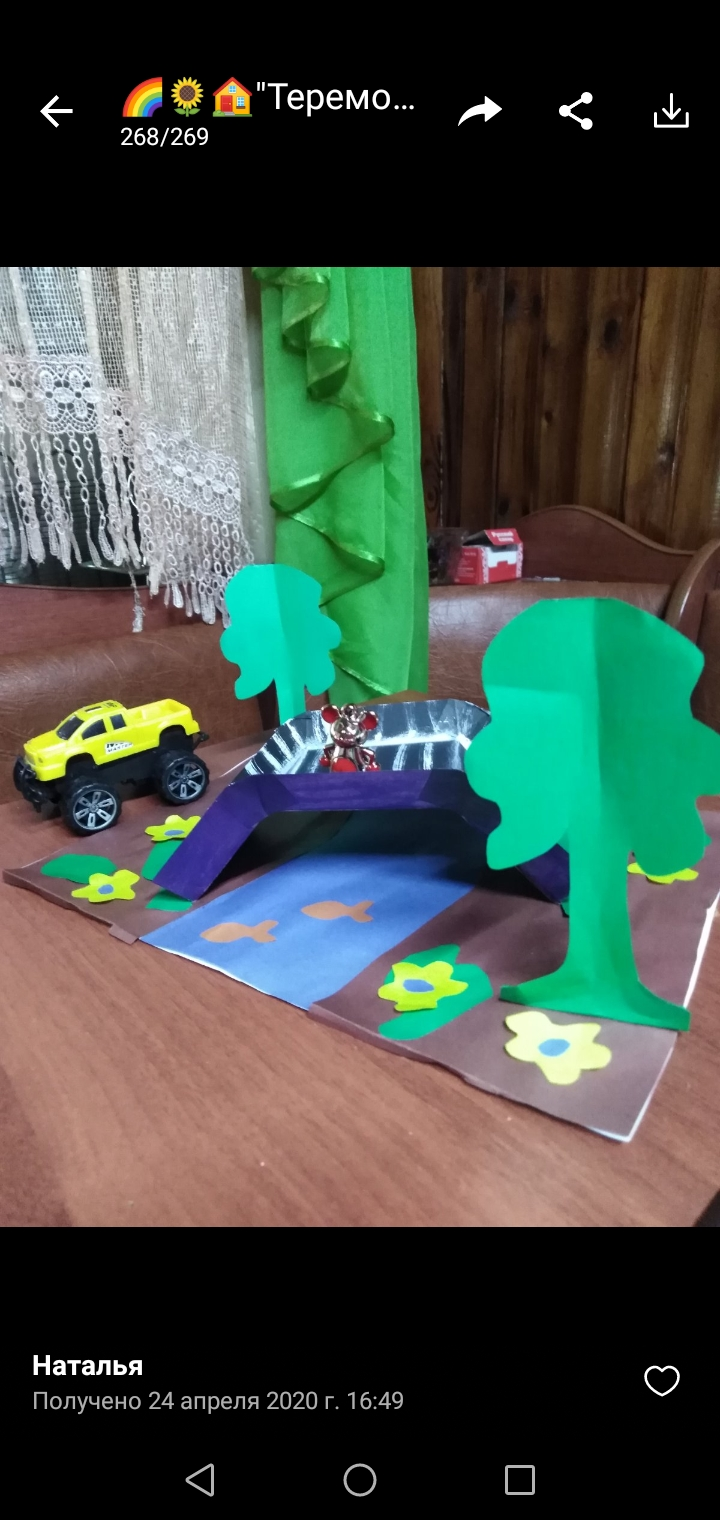 🌈🌻🏠"Теремо...
268/269
Наталья
Получено 24 апреля 2020 г. 16:49